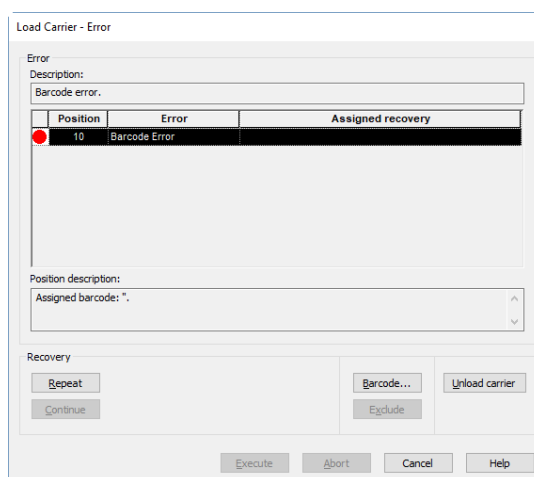 Load Carrier - Error
Error
Description:
Barcode error.
Position Error Assigned recovery
10 Barcode Error
Position description:
Assigned barcode: ".
Recovery
Repeat Barcode... Unload carrier
Continue Exclude
Execute Abort Cancel Help